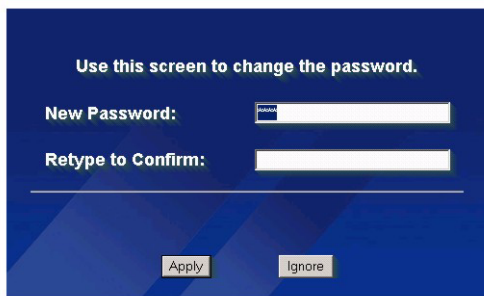 Use this screen to change the password.
New Password: ****
Retype to Confirm:
Apply Ignore